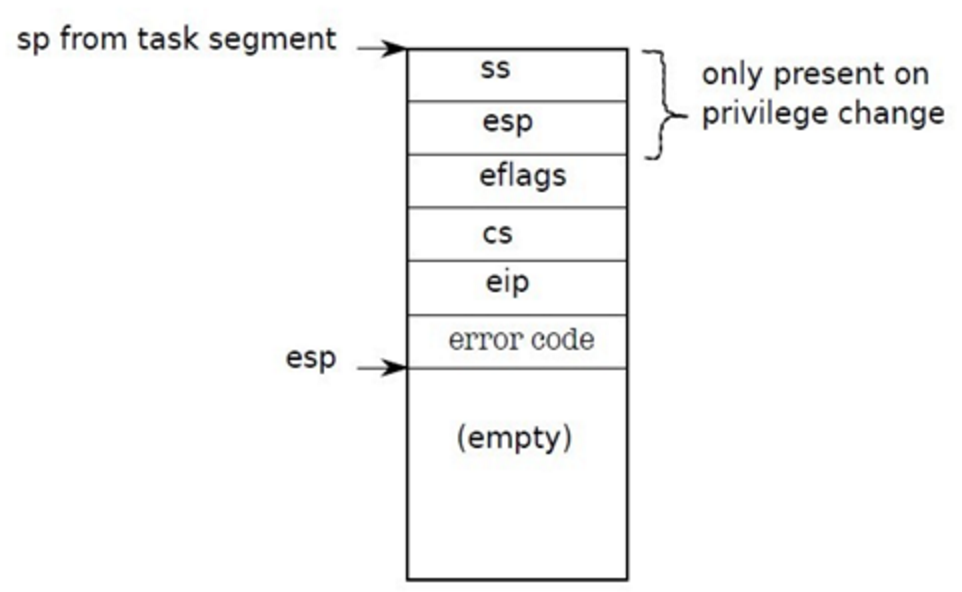 sp from task segment
ss
only present on
privilege change
esp
eflags
cs
eip
error code
esp
(empty)